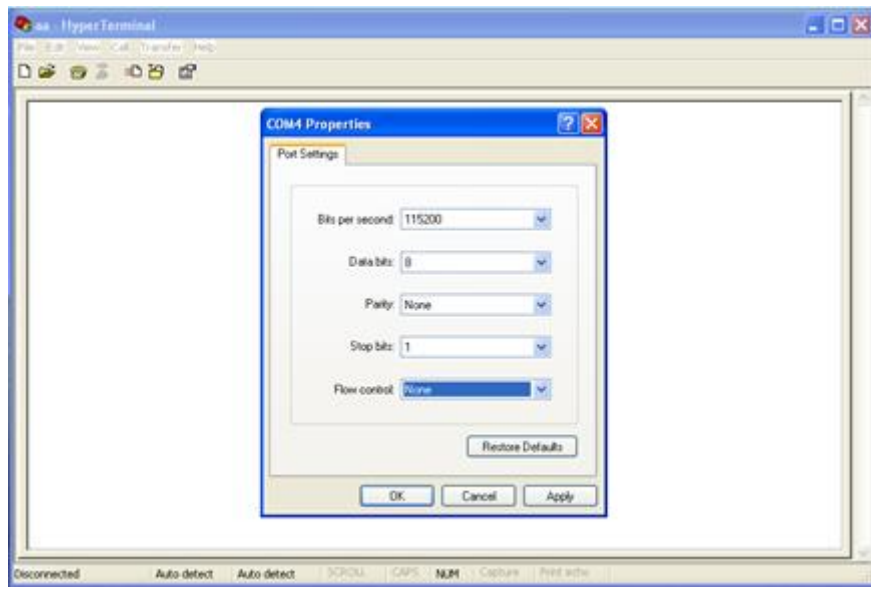 aa - HyperTerminal
File Edit View Call Transfer Help
COM4 Properties
Port Settings
Bits per second: 115200
Data bits: 8
Parity: None
Stop bits: 1
Flow control: None
Restore Defaults
OK Cancel Apply
Disconnected Auto detect Auto detect SCROLL CAPS NUM Capture Print echo